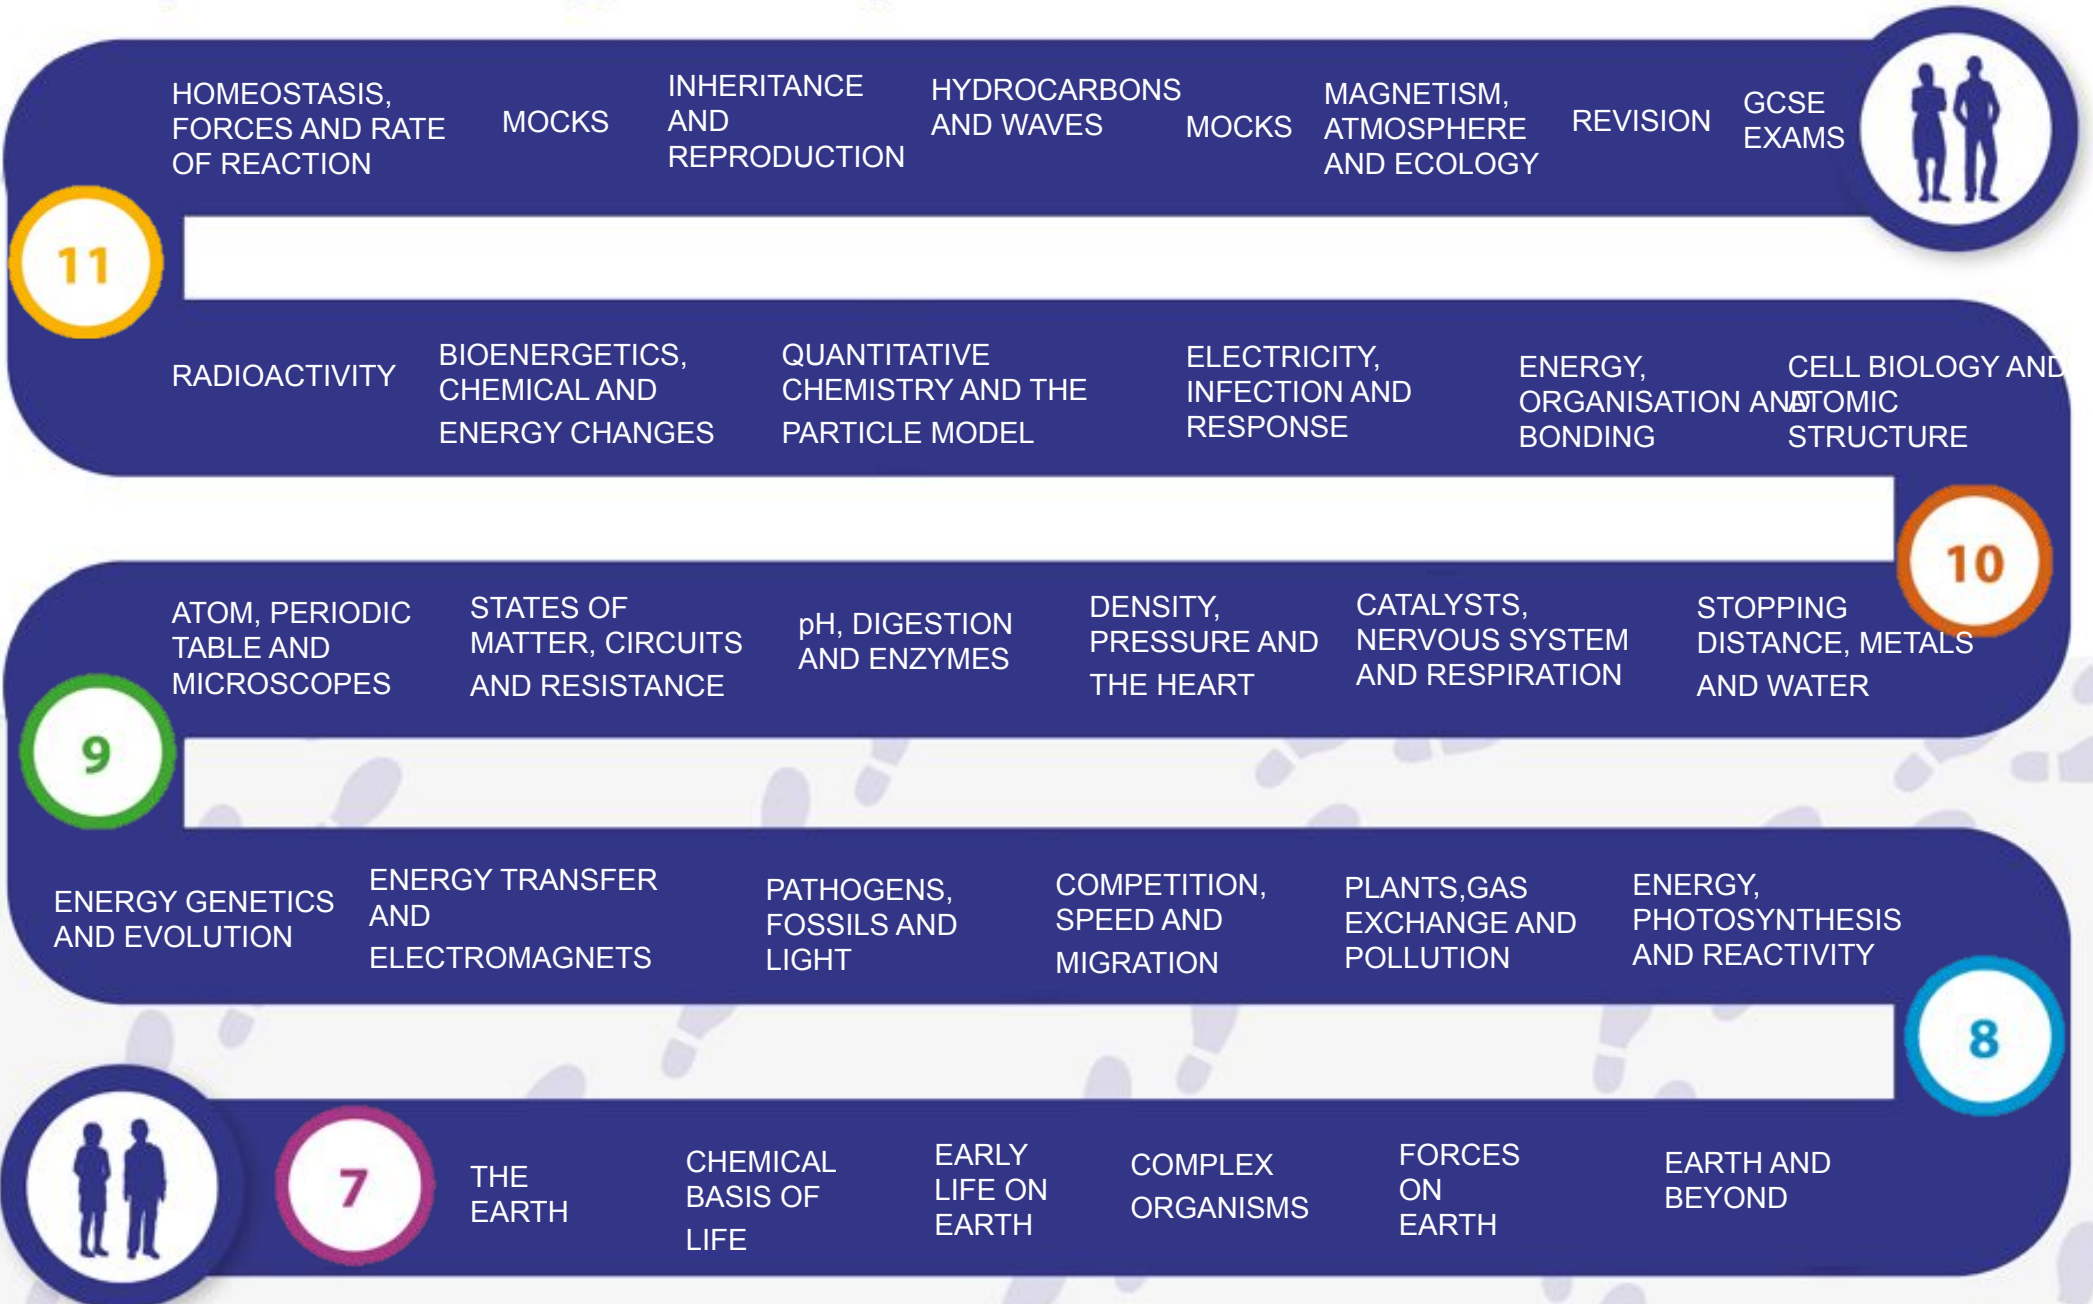 HOMEOSTASIS,
FORCES AND RATE
OF REACTION
MOCKS
INHERITANCE
AND
REPRODUCTION
HYDROCARBONS
AND WAVES
MOCKS
MAGNETISM,
ATMOSPHERE
AND ECOLOGY
REVISION
GCSE
EXAMS
11
RADIOACTIVITY
BIOENERGETICS,
CHEMICAL AND
ENERGY CHANGES
QUANTITATIVE
CHEMISTRY AND THE
PARTICLE MODEL
ELECTRICITY,
INFECTION AND
RESPONSE
ENERGY,
ORGANISATION AND
BONDING
CELL BIOLOGY AND
ATOMIC
STRUCTURE
10
ATOM, PERIODIC
TABLE AND
MICROSCOPES
STATES OF
MATTER, CIRCUITS
AND RESISTANCE
pH, DIGESTION
AND ENZYMES
DENSITY,
PRESSURE AND
THE HEART
CATALYSTS,
NERVOUS SYSTEM
AND RESPIRATION
STOPPING
DISTANCE, METALS
AND WATER
9
ENERGY GENETICS
AND EVOLUTION
ENERGY TRANSFER
AND
ELECTROMAGNETS
PATHOGENS,
FOSSILS AND
LIGHT
COMPETITION,
SPEED AND
MIGRATION
PLANTS,GAS
EXCHANGE AND
POLLUTION
ENERGY,
PHOTOSYNTHESIS
AND REACTIVITY
8
7
THE
EARTH
CHEMICAL
BASIS OF
LIFE
EARLY
LIFE ON
EARTH
COMPLEX
ORGANISMS
FORCES
ON
EARTH
EARTH AND
BEYOND